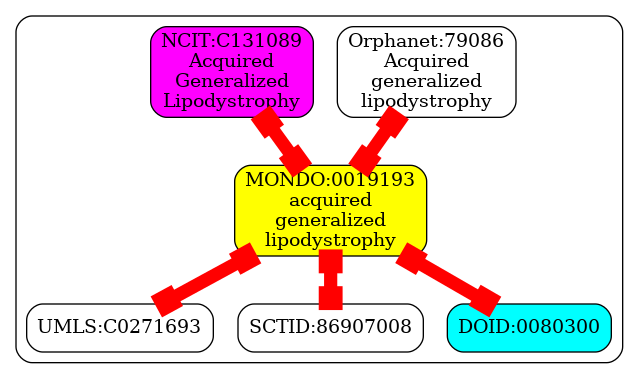 NCIT:C131089
Acquired
Generalized
Lipodystrophy
Orphanet:79086
Acquired
generalized
lipodystrophy
MONDO:0019193
acquired
generalized
lipodystrophy
UMLS:C0271693
SCTID:86907008
DOID:0080300